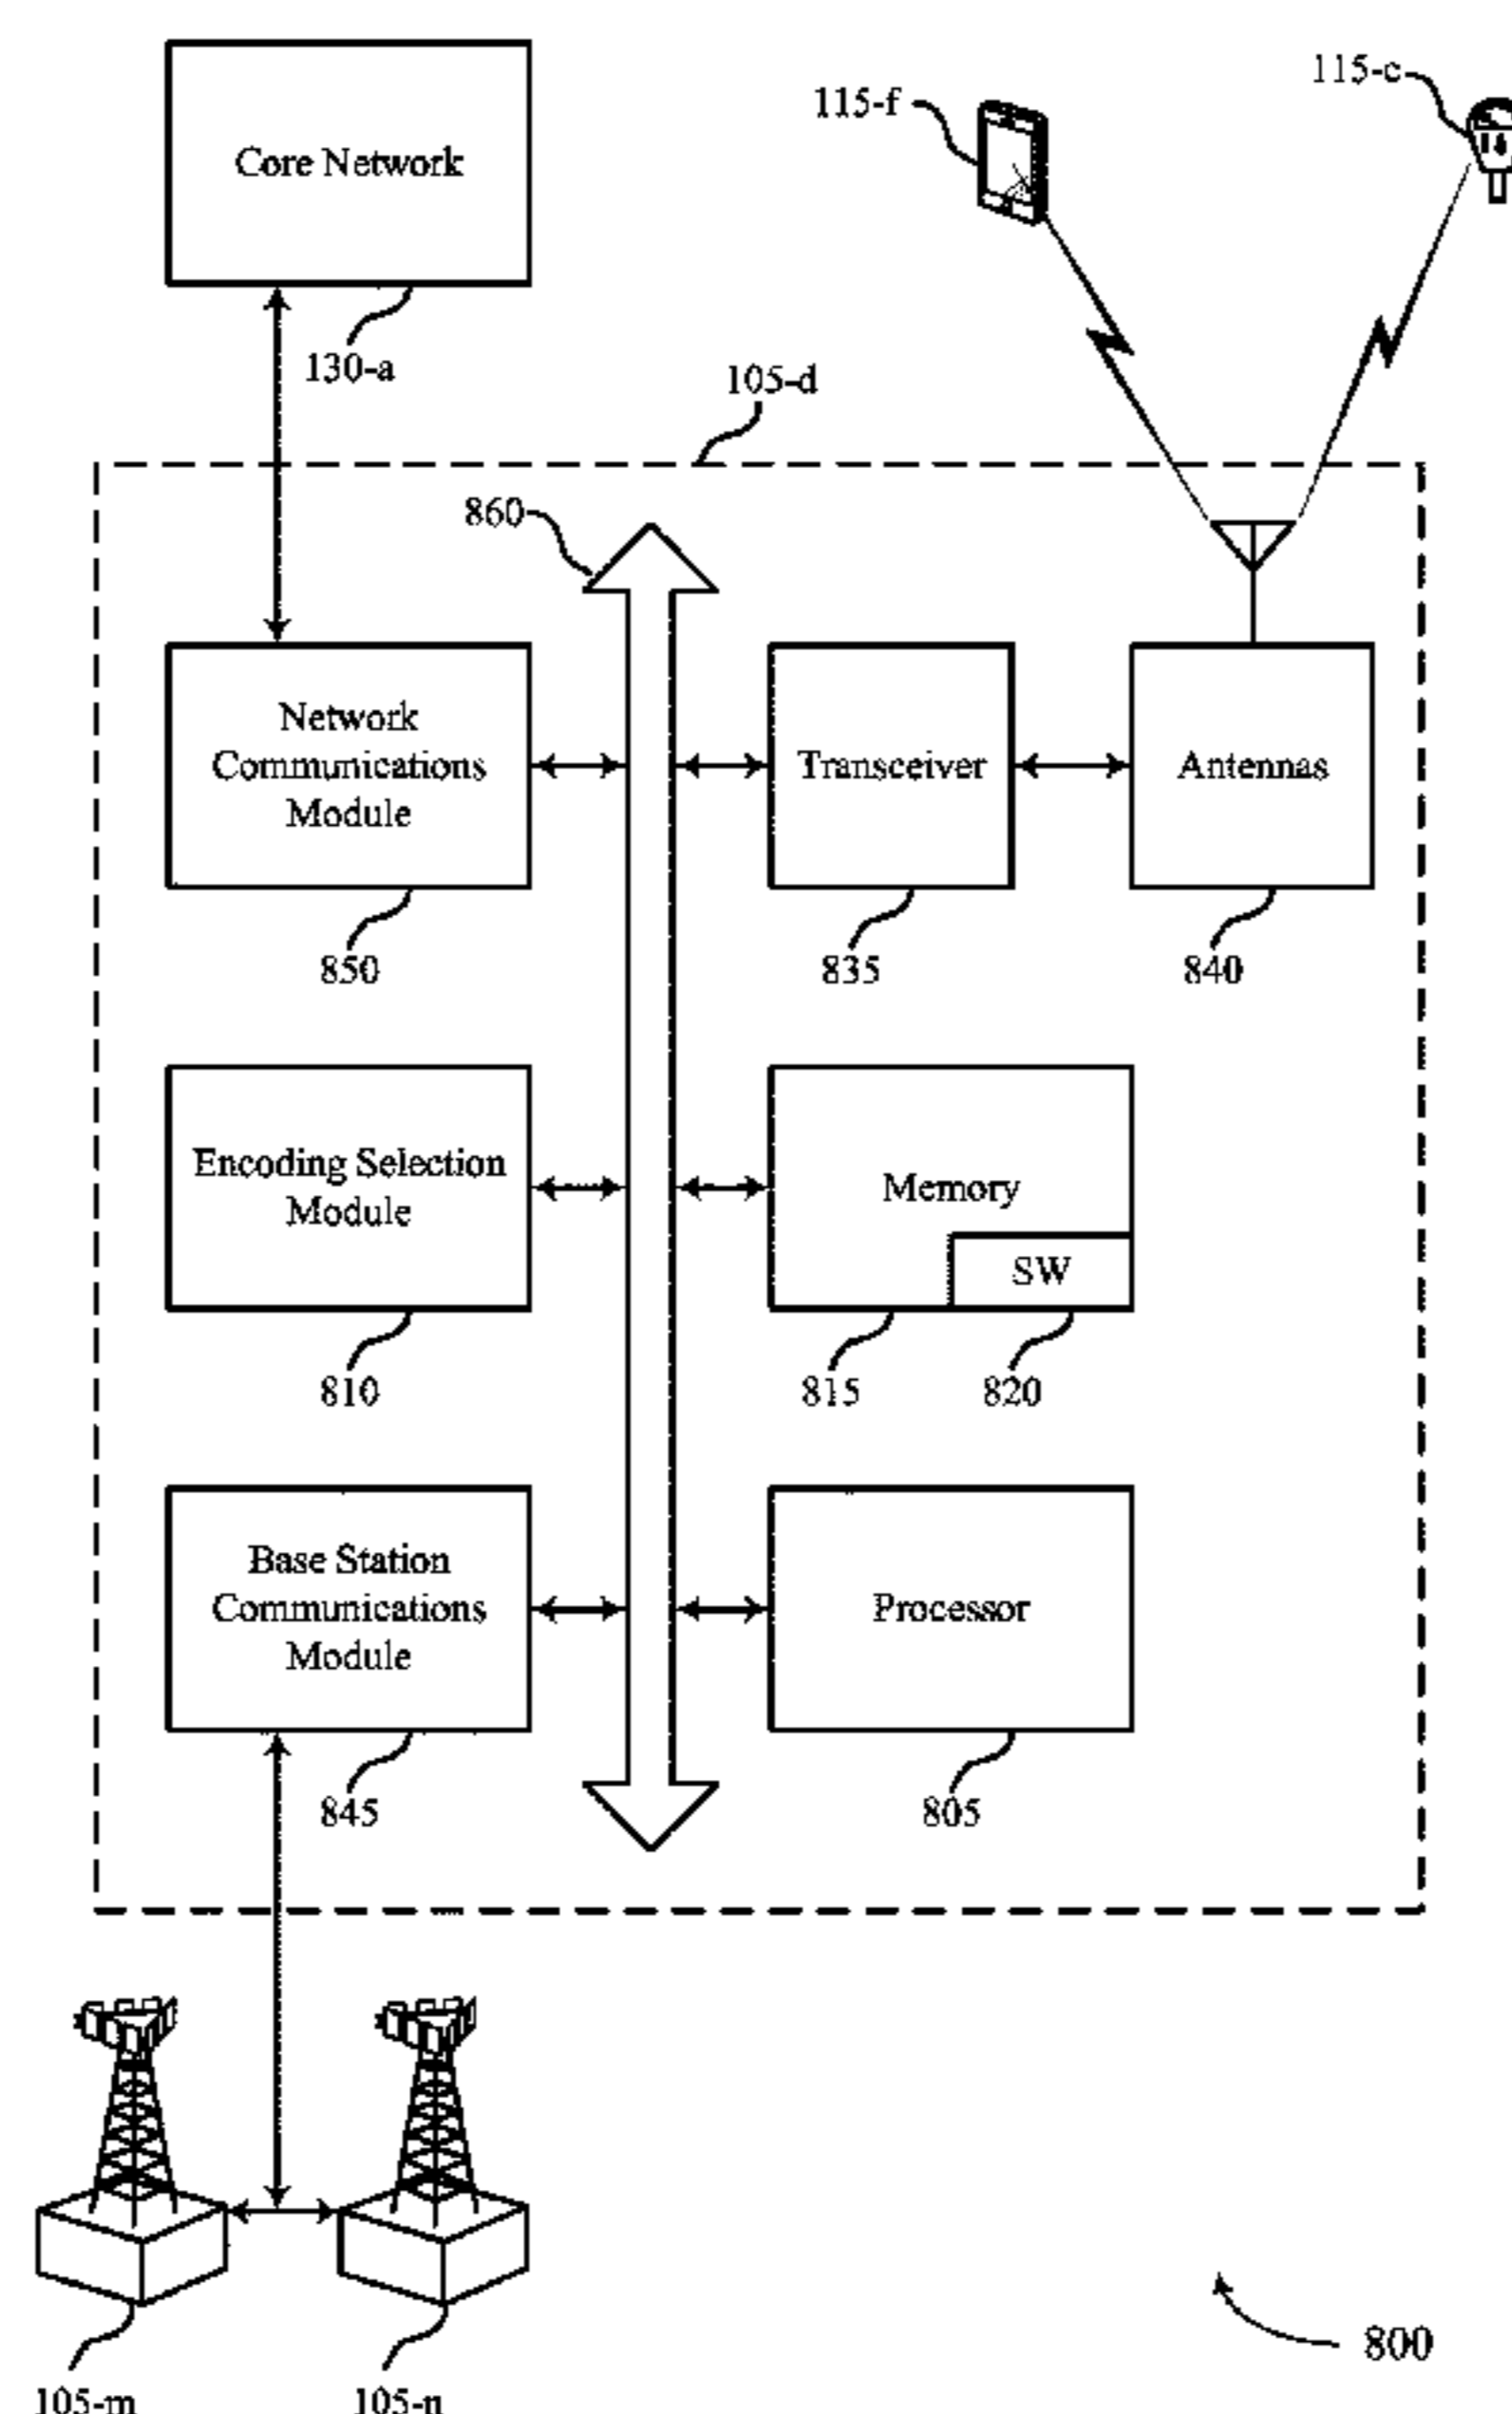 115-c
115-f
Core Network
130-a
105-d
860
Network
Communications
Module
Transceiver
Antennas
850
835
840
Encoding Selection
Module
Memory
SW
810
815
820
Base Station
Communications
Module
Processor
845
805
800
105-m
105-n